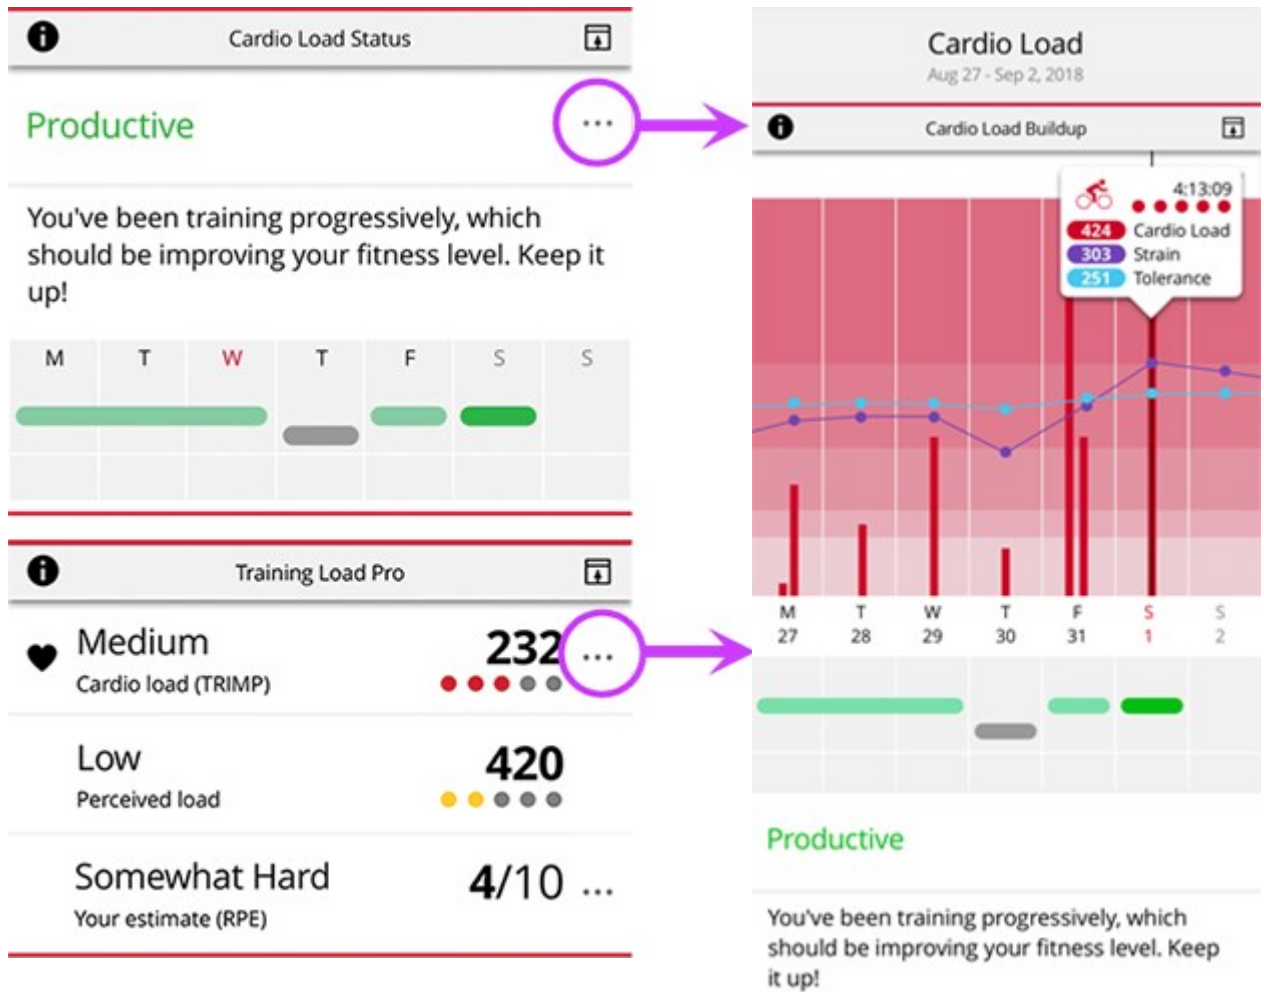 Cardio Load Status
Productive
...
You've been training progressively, which
should be improving your fitness level. Keep it
up!
M T W T F S S
Training Load Pro
Medium 232 ...
Cardio load (TRIMP)
Low 420
Perceived load
Somewhat Hard 4/10 ...
Your estimate (RPE)
Cardio Load
Aug 27 - Sep 2, 2018
Cardio Load Buildup
4:13:09
424 Cardio Load
303 Strain
251 Tolerance
M T W T F S S
27 28 29 30 31 1 2
Productive
You've been training progressively, which
should be improving your fitness level. Keep
it up!